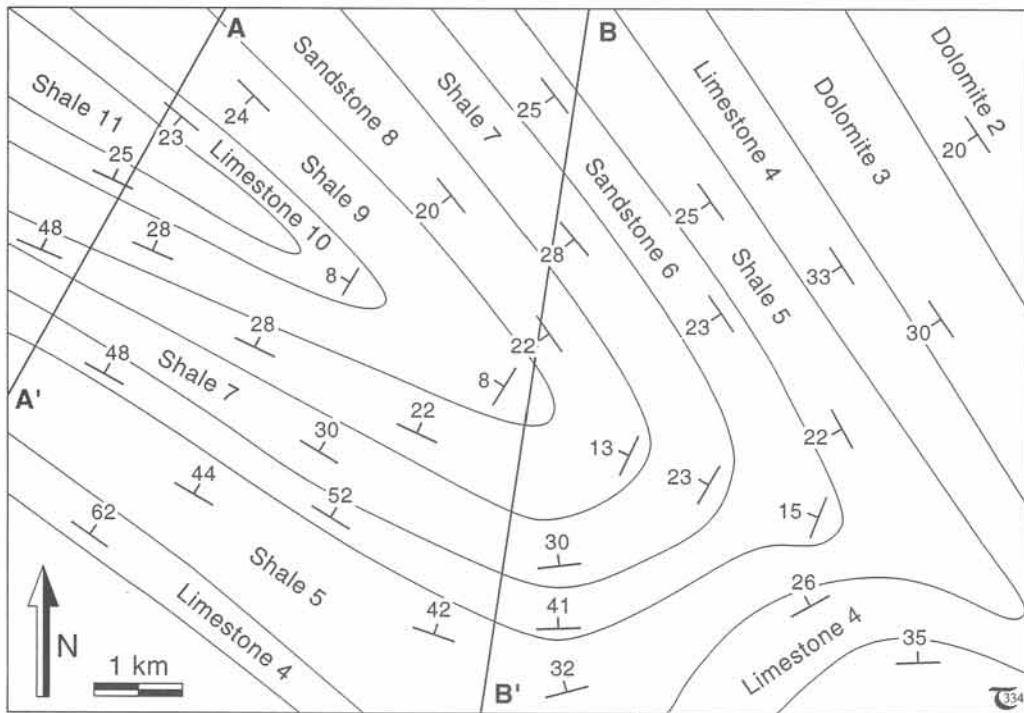 A
B
Shale 11
Sandstone 8
Shale 7
Limestone 4
Dolomite 3
Dolomite 2
24
25
20
23
25
Limestone 10
Shale 9
Sandstone 6
20
25
48
28
8
28
33
Shale 5
23
30
28
22
48
8
A'
Shale 7
22
22
30
13
23
44
52
15
62
30
Shale 5
26
Limestone 4
42
41
Limestone 4
35
N
1 km
32
B'
334